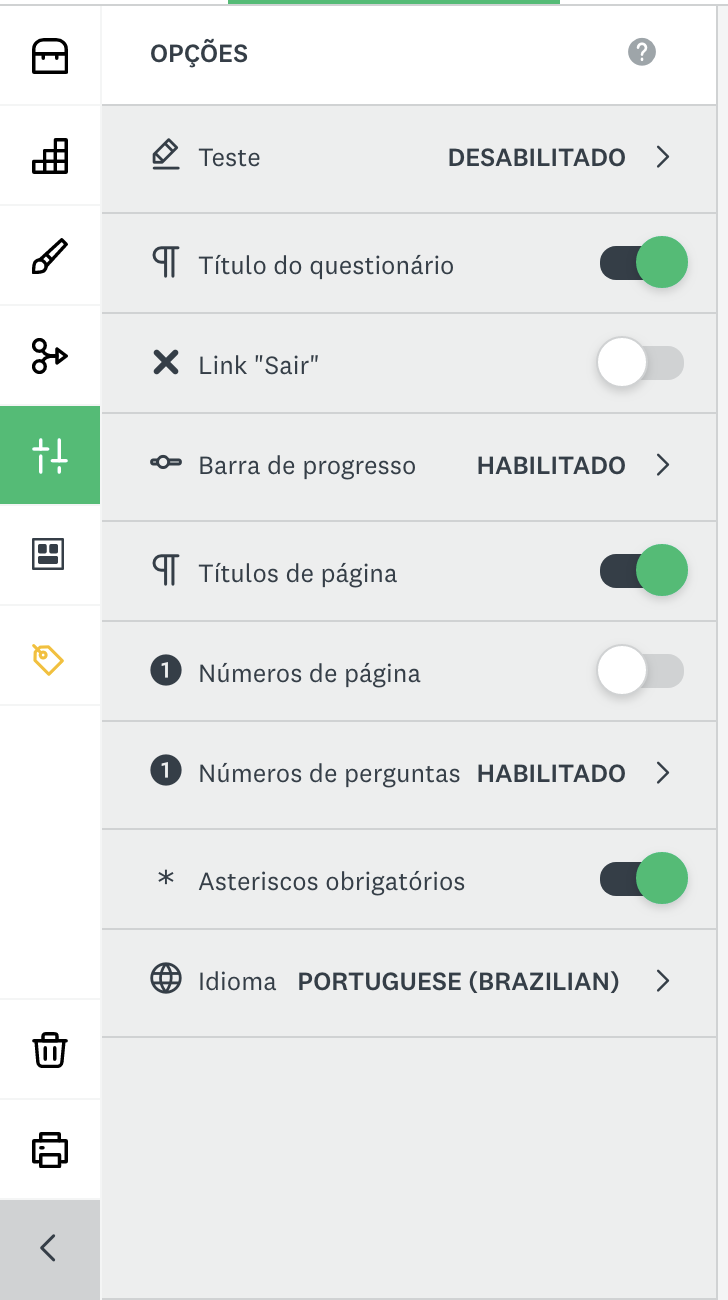 OPÇÕES ?
Teste DESABILITADO
Título do questionário
Link "Sair"
Barra de progresso HABILITADO
Títulos de página
1 Números de página
1 Números de perguntas HABILITADO
* Asteriscos obrigatórios
Idioma PORTUGUESE (BRAZILIAN)